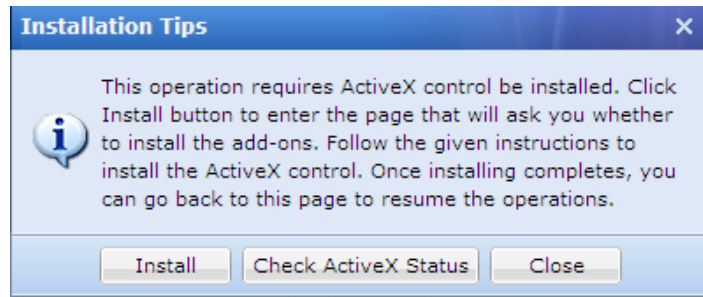 Installation Tips
This operation requires ActiveX control be installed. Click
Install button to enter the page that will ask you whether
to install the add-ons. Follow the given instructions to
install the ActiveX control. Once installing completes, you
can go back to this page to resume the operations.
Install Check ActiveX Status Close